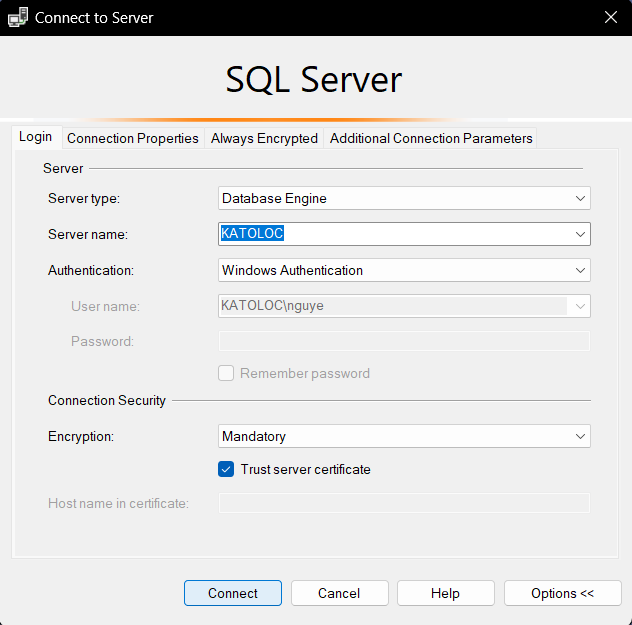 Connect to Server
SQL Server
Login Connection Properties Always Encrypted Additional Connection Parameters
Server
Server type: Database Engine
Server name: KATOLOC
Authentication: Windows Authentication
User name: KATOLOC\nguye
Password:
Remember password
Connection Security
Encryption: Mandatory
Trust server certificate
Host name in certificate:
Connect Cancel Help Options <<